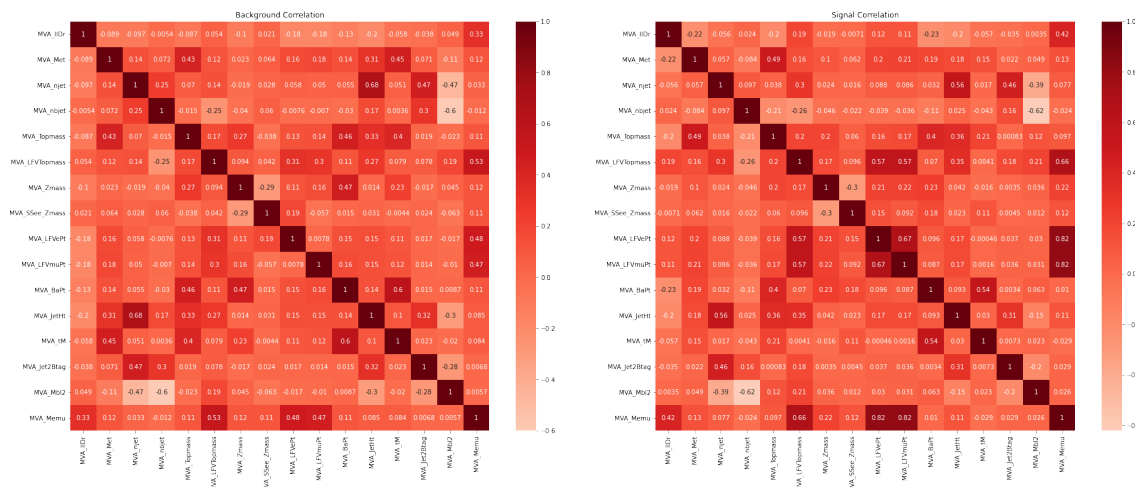 Background Correlation
MVA_llDr 1 -0.089 -0.097 -0.0054 -0.087 0.054 -0.1 0.021 -0.18 -0.18 -0.13 -0.2 -0.058 -0.038 0.049 0.33
MVA_Met -0.089 1 0.14 0.072 0.43 0.12 0.023 0.064 0.16 0.18 0.14 0.31 0.45 0.071 -0.11 0.12
MVA_njet -0.097 0.14 1 0.25 0.07 0.14 -0.019 0.028 0.058 0.05 0.055 0.68 0.051 0.47 -0.47 0.033
MVA_nbjet -0.0054 0.072 0.25 1 -0.015 -0.25 -0.04 0.06 -0.0076 -0.007 -0.03 0.17 0.0036 0.3 -0.6 -0.012
MVA_Topmass -0.087 0.43 0.07 -0.015 1 0.17 0.27 -0.038 0.13 0.14 0.46 0.33 0.4 0.019 -0.023 0.11
MVA_LFVTopmass 0.054 0.12 0.14 -0.25 0.17 1 0.094 0.042 0.31 0.3 0.11 0.27 0.079 0.078 0.19 0.53
MVA_Zmass -0.1 0.023 -0.019 -0.04 0.27 0.094 1 -0.29 0.11 0.16 0.47 0.014 0.23 -0.017 0.045 0.12
MVA_SSee_Zmass 0.021 0.064 0.028 0.06 -0.038 0.042 -0.29 1 0.19 -0.057 0.015 0.031 -0.0044 0.024 -0.063 0.11
MVA_LFVePt -0.18 0.16 0.058 -0.0076 0.13 0.31 0.11 0.19 1 0.0078 0.15 0.15 0.11 0.017 -0.017 0.48
MVA_LFVmuPt -0.18 0.18 0.05 -0.007 0.14 0.3 0.16 -0.057 0.0078 1 0.16 0.15 0.12 0.014 -0.01 0.47
MVA_BaPt -0.13 0.14 0.055 -0.03 0.46 0.11 0.47 0.015 0.15 0.16 1 0.14 0.6 -0.015 0.0087 0.11
MVA_JetHt -0.2 0.31 0.68 0.17 0.33 0.27 0.014 0.031 0.15 0.15 0.14 1 0.1 0.32 -0.3 0.085
MVA_tM -0.058 0.45 0.051 0.0036 0.4 0.079 0.23 -0.0044 0.11 0.12 0.6 0.1 1 0.023 -0.02 0.084
MVA_Jet2Btag -0.038 0.071 0.47 0.3 0.019 0.078 -0.017 0.024 0.017 0.014 -0.015 0.32 0.023 1 -0.28 0.0068
MVA_Mbl2 0.049 -0.11 -0.47 -0.6 -0.023 0.19 0.045 -0.063 -0.017 -0.01 0.0087 -0.3 -0.02 -0.28 1 0.0057
MVA_Memu 0.33 0.12 0.033 -0.012 0.11 0.53 0.12 0.11 0.48 0.47 0.11 0.085 0.084 0.0068 0.0057 1
MVA_llDr MVA_Met MVA_njet MVA_nbjet MVA_Topmass VA_LFVTopmass MVA_Zmass VA_SSee_Zmass MVA_LFVePt MVA_LFVmuPt MVA_BaPt MVA_JetHt MVA_tM MVA_Jet2Btag MVA_Mbl2 MVA_Memu
1.0
0.8
0.6
0.4
0.2
0.0
−0.2
−0.4
−0.6
Signal Correlation
MVA_llDr 1 -0.22 -0.056 0.024 -0.2 0.19 -0.019 -0.0071 0.12 0.11 -0.23 -0.2 -0.057 -0.035 0.0035 0.42
MVA_Met -0.22 1 0.057 -0.084 0.49 0.16 0.1 0.062 0.2 0.21 0.19 0.18 0.15 0.022 0.049 0.13
MVA_njet -0.056 0.057 1 0.097 0.038 0.3 0.024 0.016 0.088 0.086 0.032 0.56 0.017 0.46 -0.39 0.077
MVA_nbjet 0.024 -0.084 0.097 1 -0.21 -0.26 -0.046 -0.022 -0.039 -0.036 -0.11 -0.025 -0.043 0.16 -0.62 -0.024
MVA_Topmass -0.2 0.49 0.038 -0.21 1 0.2 0.2 0.06 0.16 0.17 0.4 0.36 0.21 0.00083 0.12 0.097
MVA_LFVTopmass 0.19 0.16 0.3 -0.26 0.2 1 0.17 0.096 0.57 0.57 0.07 0.35 0.0041 0.18 0.21 0.66
MVA_Zmass -0.019 0.1 0.024 -0.046 0.2 0.17 1 -0.3 0.21 0.22 0.23 0.084 0.11 -0.0035 0.036 0.22
MVA_SSee_Zmass -0.0071 0.062 0.016 -0.022 0.06 0.096 -0.3 1 0.15 0.092 0.18 0.023 0.11 0.0045 0.012 0.12
MVA_LFVePt 0.12 0.2 0.088 -0.039 0.16 0.57 0.21 0.15 1 0.67 0.096 0.17 -0.00046 0.037 0.03 0.82
MVA_LFVmuPt 0.11 0.21 0.086 -0.036 0.17 0.57 0.22 0.092 0.67 1 0.087 0.17 0.0016 0.036 0.031 0.82
MVA_BaPt -0.23 0.19 0.032 -0.11 0.4 0.07 0.23 0.18 0.096 0.087 1 0.094 0.54 -0.0034 0.063 0.01
MVA_JetHt -0.2 0.18 0.56 -0.025 0.36 0.35 0.084 0.023 0.17 0.17 0.094 1 0.03 0.31 -0.15 0.11
MVA_tM -0.057 0.15 0.017 -0.043 0.21 0.0041 0.11 0.11 -0.00046 0.0016 0.54 0.03 1 0.0073 0.023 -0.029
MVA_Jet2Btag -0.035 0.022 0.46 0.16 0.00083 0.18 -0.0035 0.0045 0.037 0.036 -0.0034 0.31 0.0073 1 -0.2 0.029
MVA_Mbl2 0.0035 0.049 -0.39 -0.62 0.12 0.21 0.036 0.012 0.03 0.031 0.063 -0.15 0.023 -0.2 1 0.026
MVA_Memu 0.42 0.13 0.077 -0.024 0.097 0.66 0.22 0.12 0.82 0.82 0.01 0.11 -0.029 0.029 0.026 1
MVA_llDr MVA_Met MVA_njet MVA_nbjet MVA_Topmass VA_LFVTopmass MVA_Zmass VA_SSee_Zmass MVA_LFVePt MVA_LFVmuPt MVA_BaPt MVA_JetHt MVA_tM MVA_Jet2Btag MVA_Mbl2 MVA_Memu
1.0
0.8
0.6
0.4
0.2
0.0